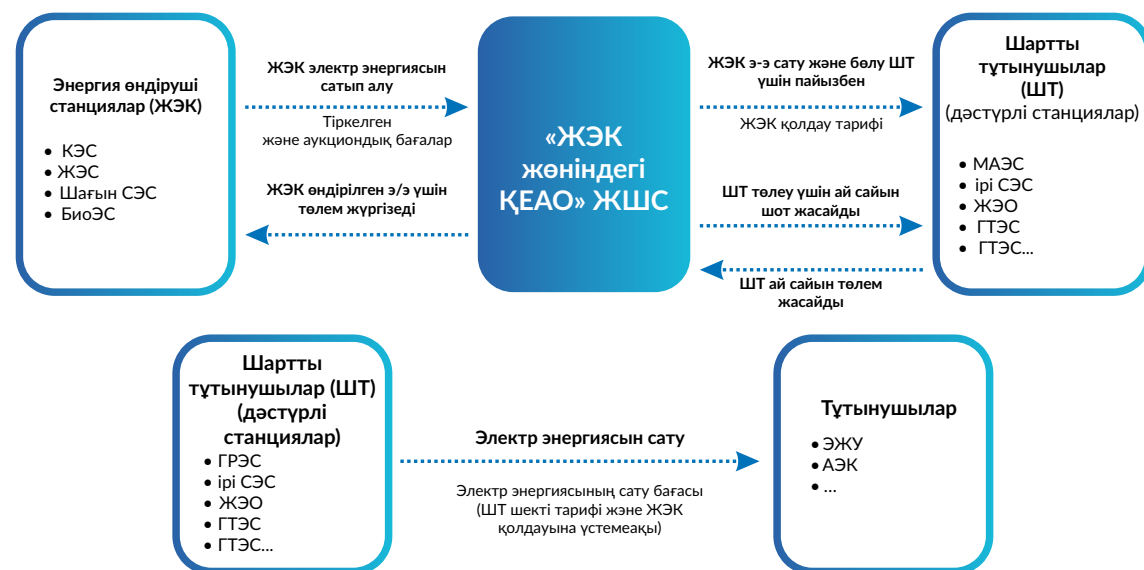 Энергия өндіруші
станциялар (ЖЭК)
• КЭС
• ЖЭС
• Шағын СЭС
• БиоЭС
ЖЭК электр энергиясын
сатып алу
Тіркелген
және аукциондық бағалар
ЖЭК өндірілген э/э үшін
төлем жүргізеді
«ЖЭК
жөніндегі
ҚЕАО» ЖШС
ЖЭК э-э сату және бөлу ШТ
үшін пайызбен
ЖЭК қолдау тарифі
ШТ төлеу үшін ай сайын
шот жасайды
ШТ ай сайын төлем
жасайды
Шартты
тұтынушылар
(ШТ)
(дәстүрлі станциялар)
• МАЭС
• ірі СЭС
• ЖЭО
• ГТЭС
• ГТЭС...
Шартты
тұтынушылар (ШТ)
(дәстүрлі
станциялар)
• ГРЭС
• ірі СЭС
• ЖЭО
• ГТЭС
• ГТЭС...
Электр энергиясын сату
Электр энергиясының сату бағасы
(ШТ шекті тарифі және ЖЭК
қолдауына үстемеақы)
Тұтынушылар
• ЭЖУ
• АЭК
• ...